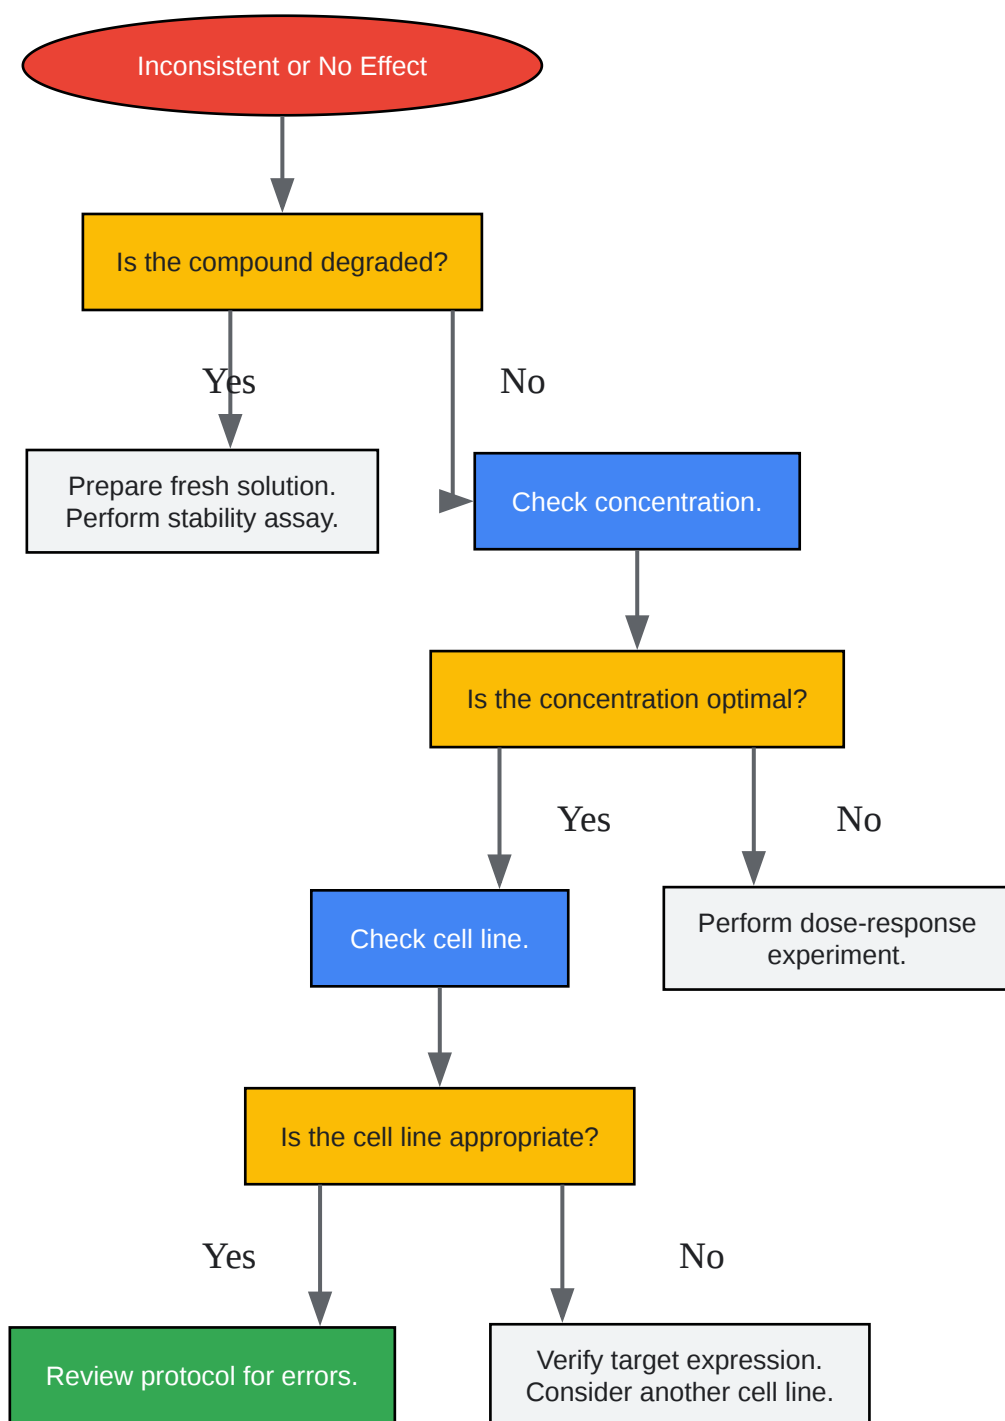 Inconsistent or No Effect
Is the compound degraded?
Yes
No
Prepare fresh solution.
Perform stability assay.
Check concentration.
Is the concentration optimal?
Yes
No
Check cell line.
Perform dose-response
experiment.
Is the cell line appropriate?
Yes
No
Review protocol for errors.
Verify target expression.
Consider another cell line.